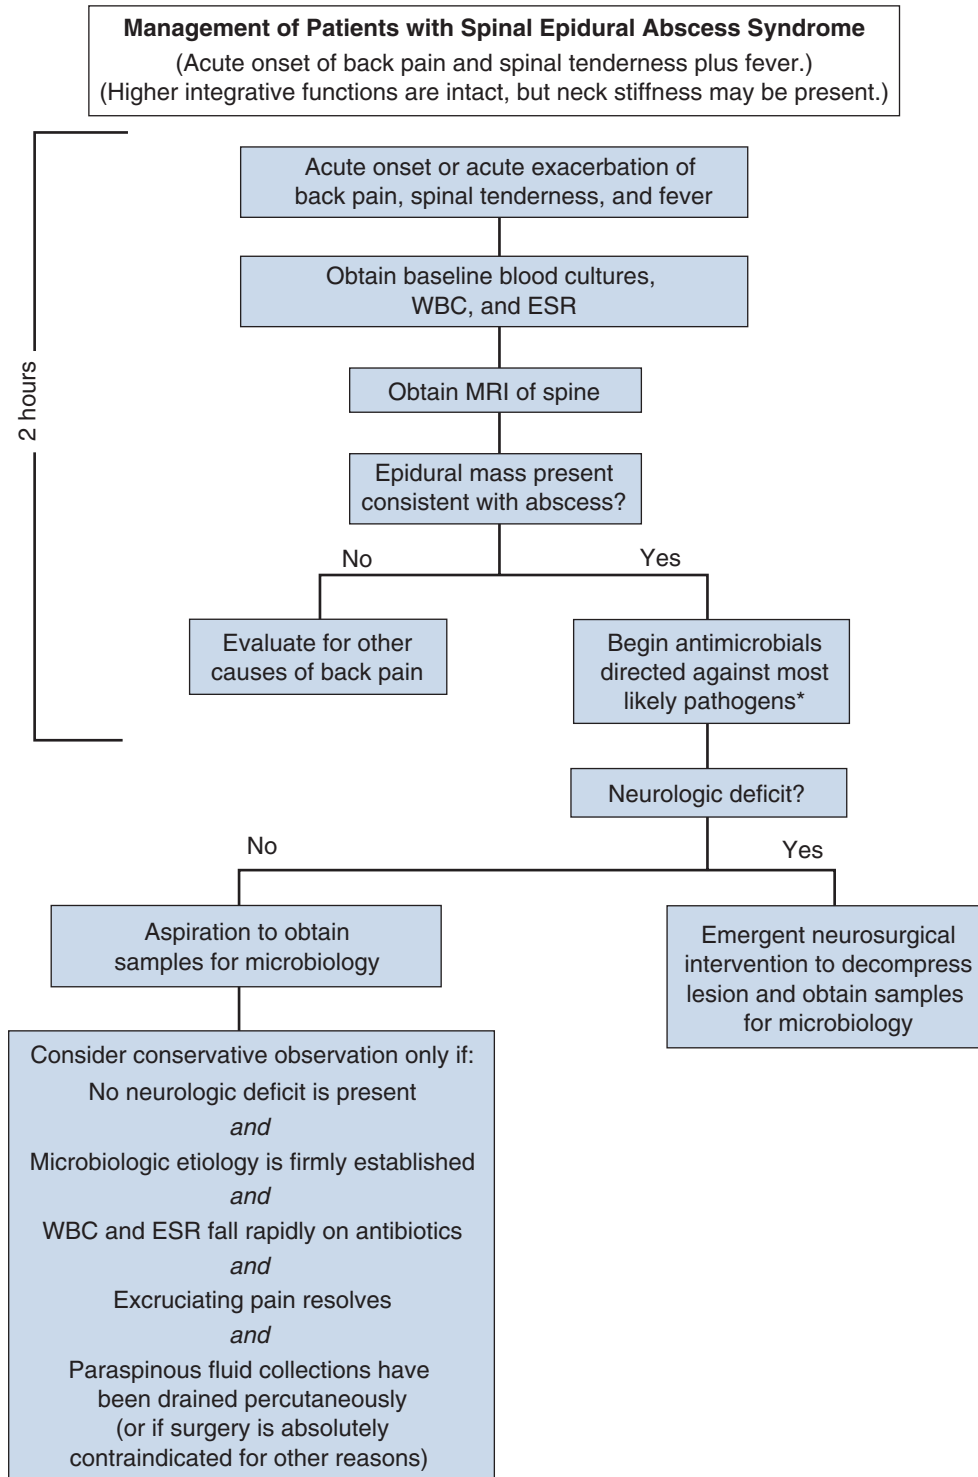 Management of Patients with Spinal Epidural Abscess Syndrome
(Acute onset of back pain and spinal tenderness plus fever.)
(Higher integrative functions are intact, but neck stiffness may be present.)
2 hours
Acute onset or acute exacerbation of
back pain, spinal tenderness, and fever
Obtain baseline blood cultures,
WBC, and ESR
Obtain MRI of spine
Epidural mass present
consistent with abscess?
No
Yes
Evaluate for other
causes of back pain
Begin antimicrobials
directed against most
likely pathogens*
Neurologic deficit?
No
Yes
Aspiration to obtain
samples for microbiology
Emergent neurosurgical
intervention to decompress
lesion and obtain samples
for microbiology
Consider conservative observation only if:
No neurologic deficit is present
and
Microbiologic etiology is firmly established
and
WBC and ESR fall rapidly on antibiotics
and
Excruciating pain resolves
and
Paraspinous fluid collections have
been drained percutaneously
(or if surgery is absolutely
contraindicated for other reasons)